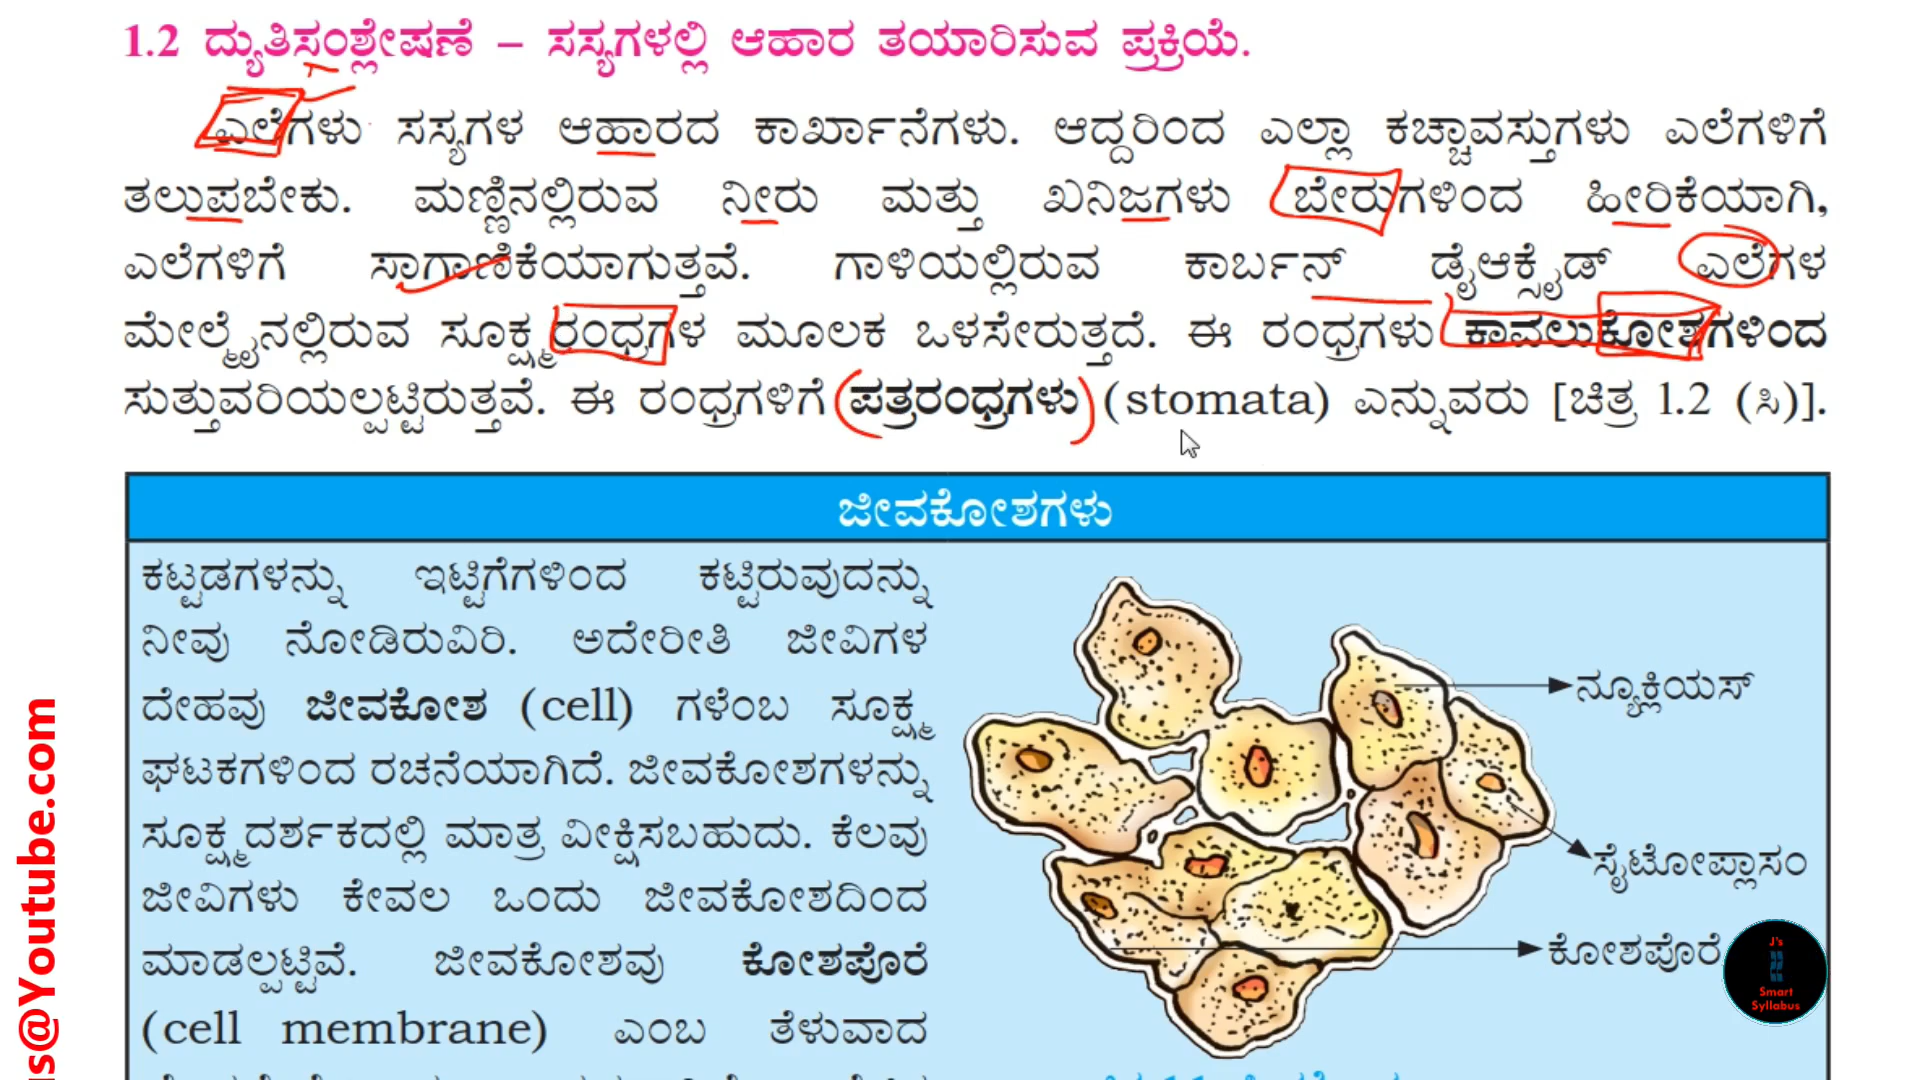 1.2 ದ್ಯುತಿಸಂಶ್ಲೇಷಣೆ – ಸಸ್ಯಗಳಲ್ಲಿ ಆಹಾರ ತಯಾರಿಸುವ ಪ್ರಕ್ರಿಯೆ.
ಎಲೆಗಳು ಸಸ್ಯಗಳ ಆಹಾರದ ಕಾರ್ಖಾನೆಗಳು. ಆದ್ದರಿಂದ ಎಲ್ಲಾ ಕಚ್ಚಾವಸ್ತುಗಳು ಎಲೆಗಳಿಗೆ
ತಲುಪಬೇಕು. ಮಣ್ಣಿನಲ್ಲಿರುವ ನೀರು ಮತ್ತು ಖನಿಜಗಳು ಬೇರುಗಳಿಂದ ಹೀರಿಕೆಯಾಗಿ,
ಎಲೆಗಳಿಗೆ ಸಾಗಾಣಿಕೆಯಾಗುತ್ತವೆ. ಗಾಳಿಯಲ್ಲಿರುವ ಕಾರ್ಬನ್ ಡೈಆಕ್ಸೈಡ್ ಎಲೆಗಳ
ಮೇಲ್ಮೈನಲ್ಲಿರುವ ಸೂಕ್ಷ್ಮರಂಧ್ರಗಳ ಮೂಲಕ ಒಳಸೇರುತ್ತದೆ. ಈ ರಂಧ್ರಗಳು ಕಾವಲುಕೋಶಗಳಿಂದ
ಸುತ್ತುವರಿಯಲ್ಪಟ್ಟಿರುತ್ತವೆ. ಈ ರಂಧ್ರಗಳಿಗೆ ಪತ್ರರಂಧ್ರಗಳು (stomata) ಎನ್ನುವರು [ಚಿತ್ರ 1.2 (ಸಿ)].
ಜೀವಕೋಶಗಳು
ಕಟ್ಟಡಗಳನ್ನು ಇಟ್ಟಿಗೆಗಳಿಂದ ಕಟ್ಟಿರುವುದನ್ನು
ನೀವು ನೋಡಿರುವಿರಿ. ಅದೇರೀತಿ ಜೀವಿಗಳ
ದೇಹವು ಜೀವಕೋಶ (cell) ಗಳೆಂಬ ಸೂಕ್ಷ್ಮ
ಘಟಕಗಳಿಂದ ರಚನೆಯಾಗಿದೆ. ಜೀವಕೋಶಗಳನ್ನು
ಸೂಕ್ಷ್ಮದರ್ಶಕದಲ್ಲಿ ಮಾತ್ರ ವೀಕ್ಷಿಸಬಹುದು. ಕೆಲವು
ಜೀವಿಗಳು ಕೇವಲ ಒಂದು ಜೀವಕೋಶದಿಂದ
ಮಾಡಲ್ಪಟ್ಟಿವೆ. ಜೀವಕೋಶವು ಕೋಶಪೊರೆ
(cell membrane) ಎಂಬ ತೆಳುವಾದ
ನ್ಯೂಕ್ಲಿಯಸ್
ಸೈಟೋಪ್ಲಾಸಂ
ಕೋಶಪೊರೆ
J's
Smart
Syllabus
us@Youtube.com